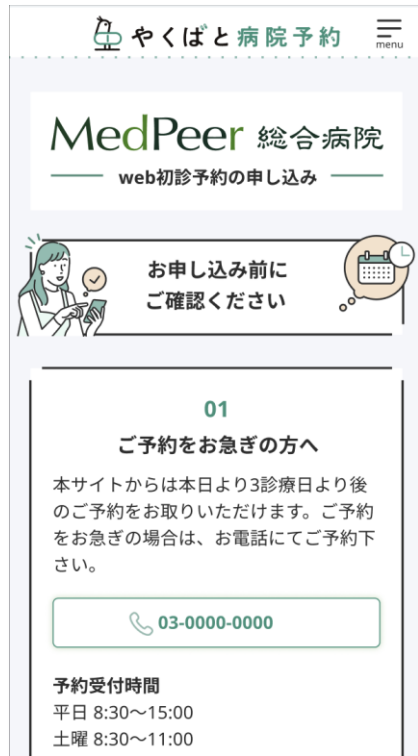 やくばと病院予約
menu
MedPeer 総合病院
web初診予約の申し込み
お申し込み前に
ご確認ください
01
ご予約をお急ぎの方へ
本サイトからは本日より3診療日より後
のご予約をお取りいただけます。ご予約
をお急ぎの場合は、お電話にてご予約下
さい。
03-0000-0000
予約受付時間
平日 8:30〜15:00
土曜 8:30〜11:00